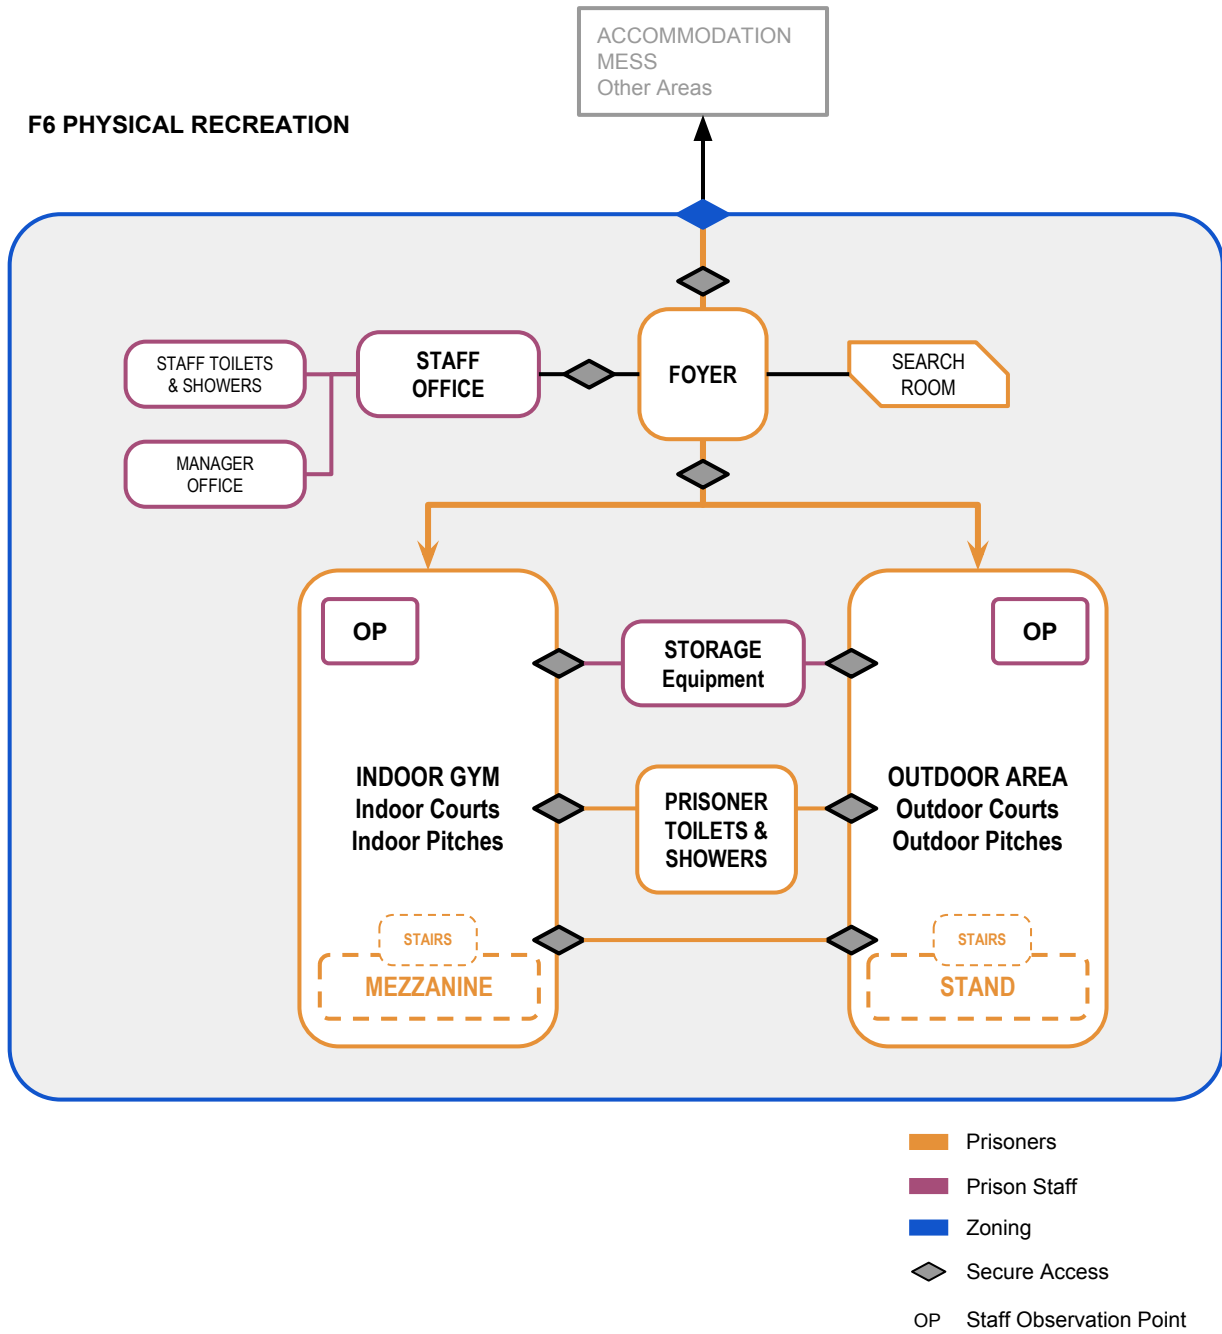 ACCOMMODATION
MESS
Other Areas
F6 PHYSICAL RECREATION
STAFF TOILETS
& SHOWERS
STAFF
OFFICE
FOYER
SEARCH
ROOM
MANAGER
OFFICE
OP
STORAGE
Equipment
OP
INDOOR GYM
Indoor Courts
Indoor Pitches
PRISONER
TOILETS &
SHOWERS
OUTDOOR AREA
Outdoor Courts
Outdoor Pitches
STAIRS
MEZZANINE
STAIRS
STAND
Prisoners
Prison Staff
Zoning
Secure Access
OP Staff Observation Point